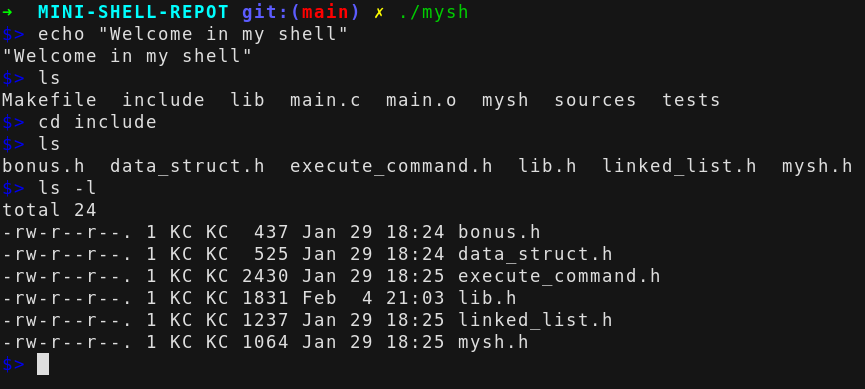 ➜  MINI-SHELL-REPOT git:(main) ✗ ./mysh
s> echo "Welcome in my shell"
"Welcome in my shell"
s> ls
Makefile  include  lib  main.c  main.o  mysh  sources  tests
s> cd include
s> ls
bonus.h  data_struct.h  execute_command.h  lib.h  linked_list.h  mysh.h
s> ls -l
total 24
-rw-r--r--. 1 KC KC  437 Jan 29 18:24 bonus.h
-rw-r--r--. 1 KC KC  525 Jan 29 18:24 data_struct.h
-rw-r--r--. 1 KC KC 2430 Jan 29 18:25 execute_command.h
-rw-r--r--. 1 KC KC 1831 Feb  4 21:03 lib.h
-rw-r--r--. 1 KC KC 1237 Jan 29 18:25 linked_list.h
-rw-r--r--. 1 KC KC 1064 Jan 29 18:25 mysh.h
s>